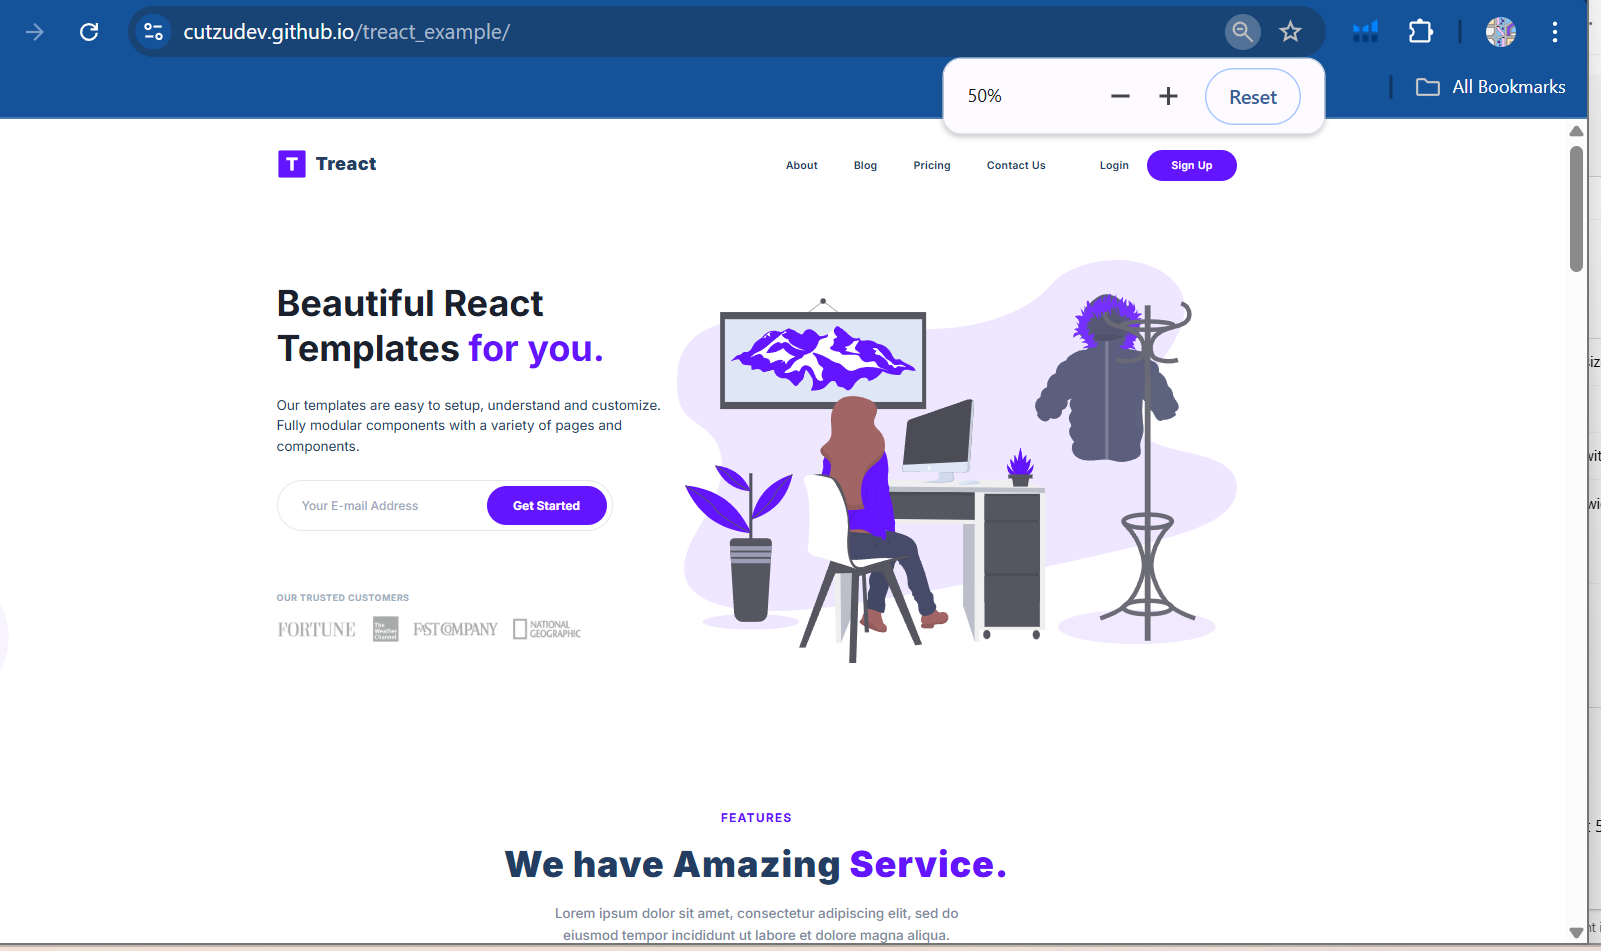 cutzudev.github.io/treact_example/
50%
Reset
All Bookmarks
T Treact
About Blog Pricing Contact Us Login Sign Up
Beautiful React
Templates for you.
Our templates are easy to setup, understand and customize.
Fully modular components with a variety of pages and
components.
Your E-mail Address Get Started
OUR TRUSTED CUSTOMERS
FORTUNE
The
Weather
Channel
FAST COMPANY
NATIONAL
GEOGRAPHIC
FEATURES
We have Amazing Service.
Lorem ipsum dolor sit amet, consectetur adipiscing elit, sed do
eiusmod tempor incididunt ut labore et dolore magna aliqua.